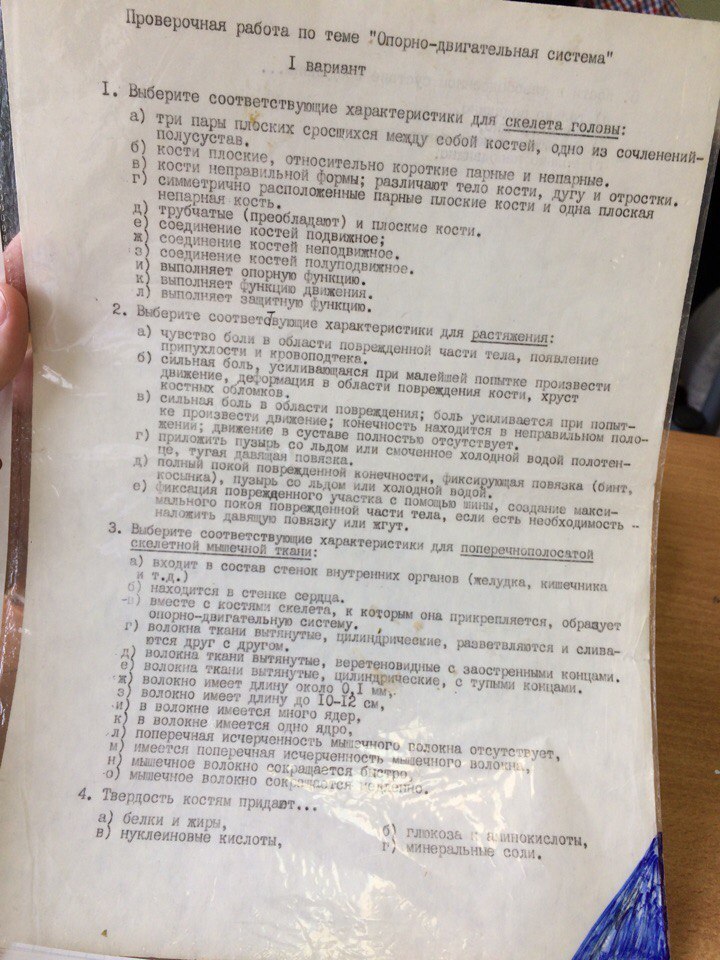 Проверочная работа по теме "Опорно-двигательная система"
I вариант
1. Выберите соответствующие характеристики для скелета головы:
а) три пары плоских сросшихся между собой костей, одно из сочленений-
полусустав.
б) кости плоские, относительно короткие парные и непарные.
в) кости неправильной формы; различают тело кости, дугу и отростки.
г) симметрично расположенные парные плоские кости и одна плоская
непарная кость.
д) трубчатые (преобладают) и плоские кости.
е) соединение костей подвижное;
ж) соединение костей неподвижное.
з) соединение костей полуподвижное.
и) выполняет опорную функцию.
к) выполняет функцию движения.
л) выполняет защитную функцию.
2. Выберите соответствующие характеристики для растяжения:
а) чувство боли в области поврежденной части тела, появление
припухлости и кровоподтека.
б) сильная боль, усиливающаяся при малейшей попытке произвести
движение, деформация в области повреждения кости, хруст
костных обломков.
в) сильная боль в области повреждения; боль усиливается при попыт-
ке произвести движение; конечность находится в неправильном поло-
жении; движение в суставе полностью отсутствует.
г) приложить пузырь со льдом или смоченное холодной водой полотен-
це, тугая давящая повязка.
д) полный покой поврежденной конечности, фиксирующая повязка (бинт,
косынка), пузырь со льдом или холодной водой.
е) фиксация поврежденного участка с помощью шины, создание макси-
мального покоя поврежденной части тела, если есть необходимость -
наложить давящую повязку или жгут.
3. Выберите соответствующие характеристики для поперечнополосатой
скелетной мышечной ткани:
а) входит в состав стенок внутренних органов (желудка, кишечника
и т.д.)
б) находится в стенке сердца.
в) вместе с костями скелета, к которым она прикрепляется, образует
опорно-двигательную систему.
г) волокна ткани вытянутые, цилиндрические, разветвляются и слива-
ются друг с другом.
д) волокна ткани вытянутые, веретеновидные с заостренными концами.
е) волокна ткани вытянутые, цилиндрические, с тупыми концами.
ж) волокно имеет длину около 0,1 мм,
з) волокно имеет длину до 10-12 см,
и) в волокне имеется много ядер,
к) в волокне имеется одно ядро,
л) поперечная исчерченность мышечного волокна отсутствует,
м) имеется поперечная исчерченность мышечного волокна,
н) мышечное волокно сокращается быстро,
о) мышечное волокно сокращается медленно.
4. Твердость костям придают...
а) белки и жиры, б) глюкоза и аминокислоты,
в) нуклеиновые кислоты, г) минеральные соли.